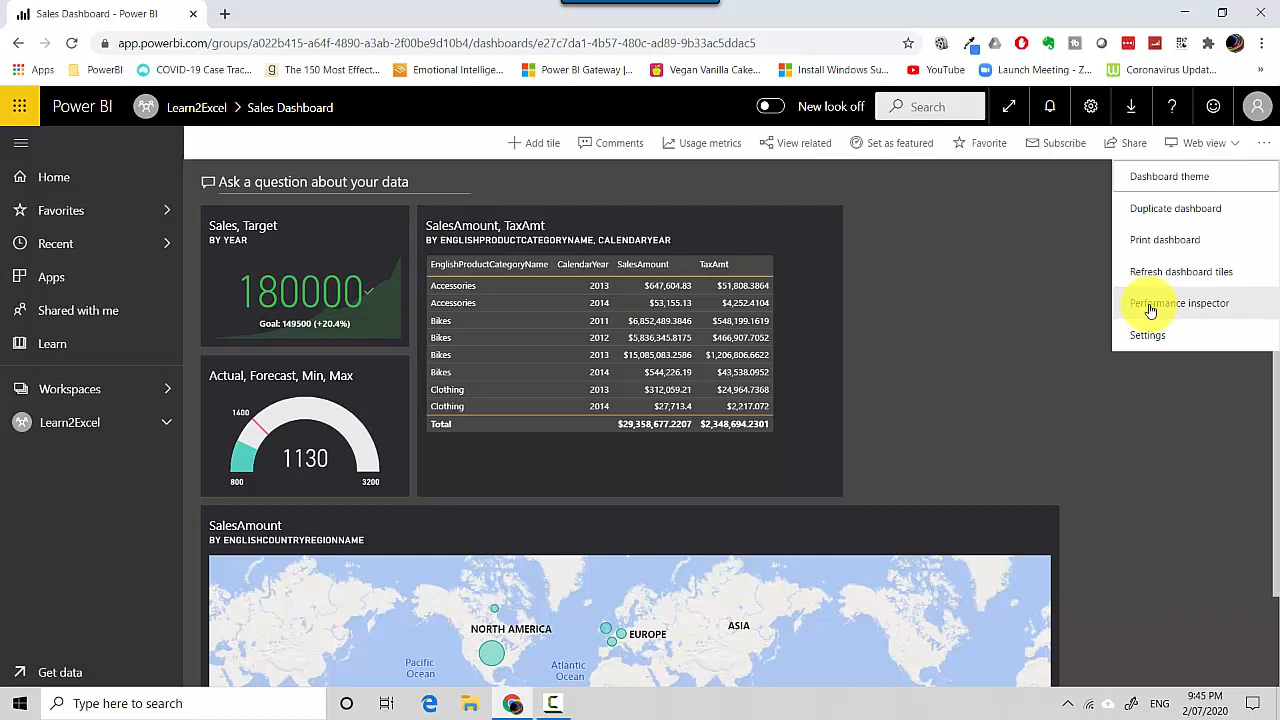 Sales Dashboard - Power BI
app.powerbi.com/groups/a022b415-a64f-4890-a3ab-2f00be9d10b4/dashboards/e27c7da1-4b57-480c-ad89-9b33ac5ddac5
Apps PowerBI COVID-19 Case Trac... The 150 Most Effect... Emotional Intellige... Power BI Gateway |... Vegan Vanilla Cake... Install Windows Su... YouTube Launch Meeting - Z... Coronavirus Updat... »
Power BI Learn2Excel > Sales Dashboard New look off Search
Add tile Comments Usage metrics View related Set as featured Favorite Subscribe Share Web view
Home
Favorites
Recent
Apps
Shared with me
Learn
Workspaces
Learn2Excel
Get data
Ask a question about your data
Sales, Target
BY YEAR
180000
Goal: 149500 (+20.4%)
SalesAmount, TaxAmt
BY ENGLISHPRODUCTCATEGORYNAME, CALENDARYEAR
EnglishProductCategoryName CalendarYear SalesAmount TaxAmt
Accessories 2013 $647,604.83 $51,808.3864
Accessories 2014 $53,155.13 $4,252.4104
Bikes 2011 $6,852,489.3846 $548,199.1619
Bikes 2012 $5,836,345.8175 $466,907.7052
Bikes 2013 $15,085,083.2586 $1,206,806.6622
Bikes 2014 $544,226.19 $43,538.0952
Clothing 2013 $312,059.21 $24,964.7368
Clothing 2014 $27,713.4 $2,217.072
Total $29,358,677.2207 $2,348,694.2301
Actual, Forecast, Min, Max
1400
1130
800 3200
SalesAmount
BY ENGLISHCOUNTRYREGIONNAME
NORTH AMERICA
EUROPE
ASIA
Pacific
Ocean
Atlantic
Ocean
Dashboard theme
Duplicate dashboard
Print dashboard
Refresh dashboard tiles
Performance inspector
Settings
Type here to search
ENG
9:45 PM
2/07/2020